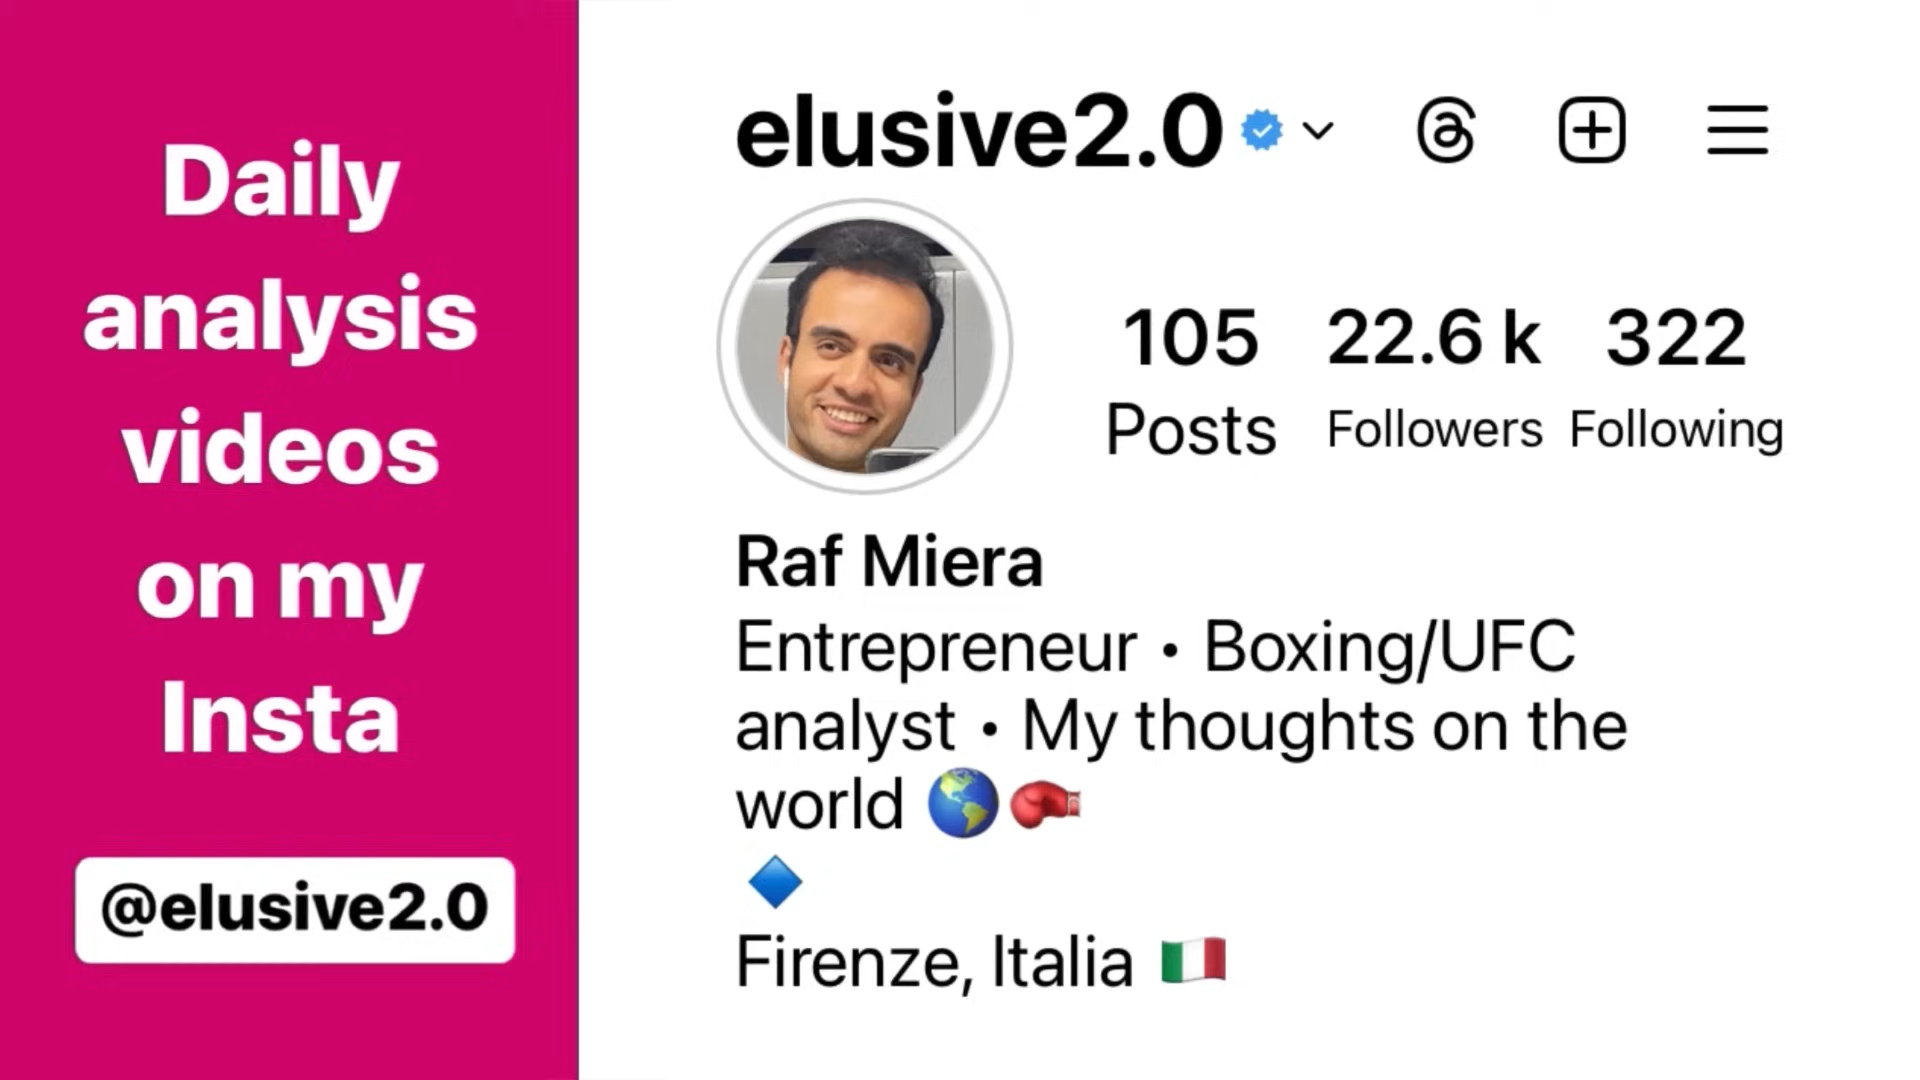 Daily
analysis
videos
on my
Insta
@elusive2.0
elusive2.0
105 22.6 k 322
Posts Followers Following
Raf Miera
Entrepreneur • Boxing/UFC
analyst • My thoughts on the
world 🌎🥊
🔷
Firenze, Italia 🇮🇹